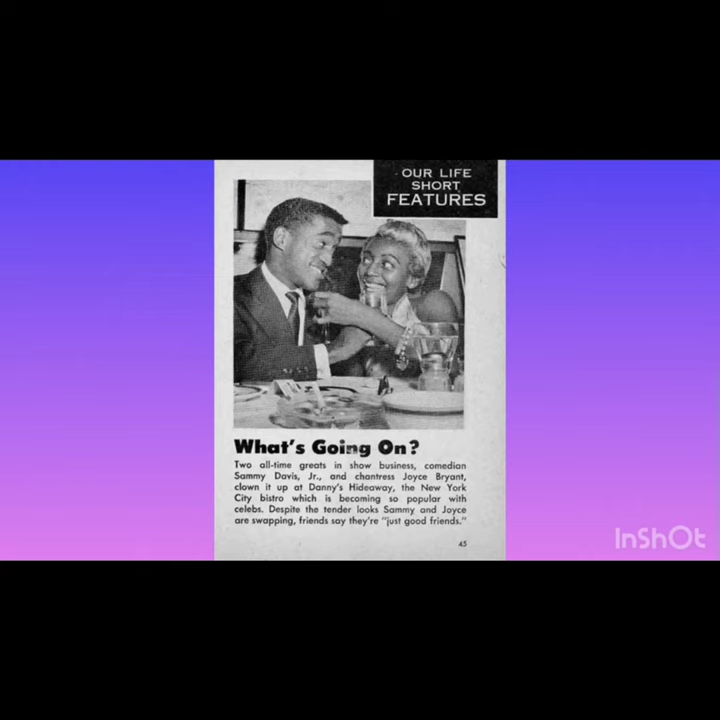 OUR LIFE
SHORT
FEATURES
What's Going On?
Two all-time greats in show business, comedian
Sammy Davis, Jr., and chantress Joyce Bryant,
clown it up at Danny's Hideaway, the New York
City bistro which is becoming so popular with
celebs. Despite the tender looks Sammy and Joyce
are swapping, friends say they're "just good friends."
45
InShOt